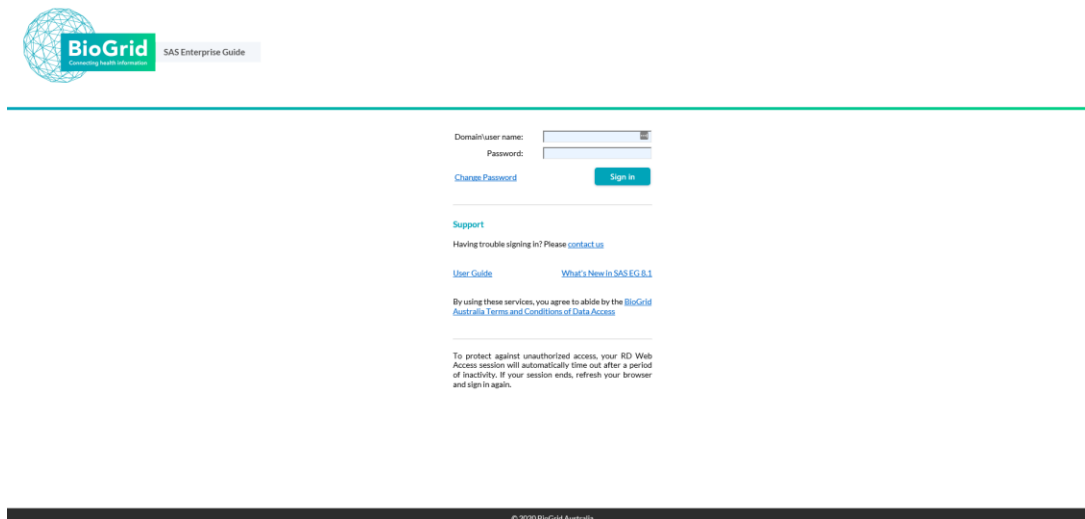 BioGrid
Connecting health information
SAS Enterprise Guide
Domain\user name:
Password:
Change Password
Sign in
Support
Having trouble signing in? Please contact us
User Guide
What's New in SAS EG 8.1
By using these services, you agree to abide by the BioGrid
Australia Terms and Conditions of Data Access
To protect against unauthorized access, your RD Web
Access session will automatically time out after a period
of inactivity. If your session ends, refresh your browser
and sign in again.
© 2020 BioGrid Australia